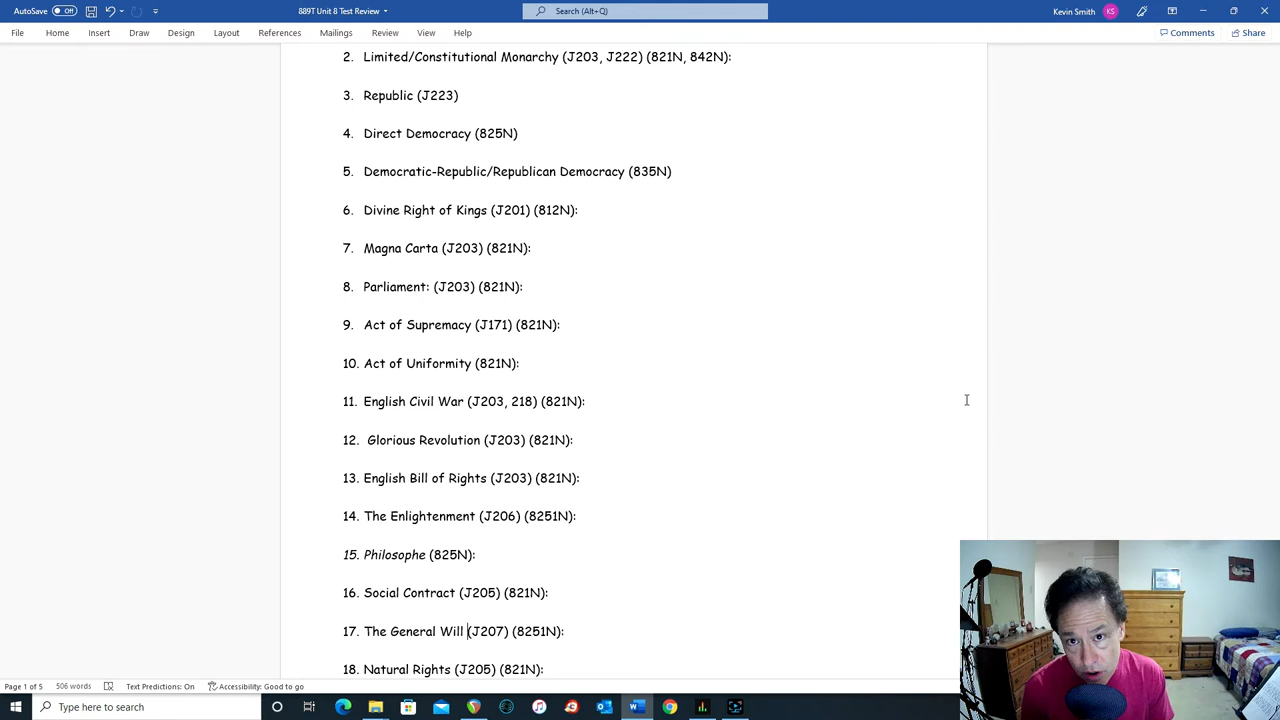 AutoSave Off
889T Unit 8 Test Review
Search (Alt+Q)
Kevin Smith KS
File Home Insert Draw Design Layout References Mailings Review View Help
Comments Share
2. Limited/Constitutional Monarchy (J203, J222) (821N, 842N):
3. Republic (J223)
4. Direct Democracy (825N)
5. Democratic-Republic/Republican Democracy (835N)
6. Divine Right of Kings (J201) (812N):
7. Magna Carta (J203) (821N):
8. Parliament: (J203) (821N):
9. Act of Supremacy (J171) (821N):
10. Act of Uniformity (821N):
11. English Civil War (J203, 218) (821N):
12. Glorious Revolution (J203) (821N):
13. English Bill of Rights (J203) (821N):
14. The Enlightenment (J206) (8251N):
15. Philosophe (825N):
16. Social Contract (J205) (821N):
17. The General Will (J207) (8251N):
18. Natural Rights (J205) (821N):
Page 1 of 5 506 words Text Predictions: On Accessibility: Good to go
Type here to search